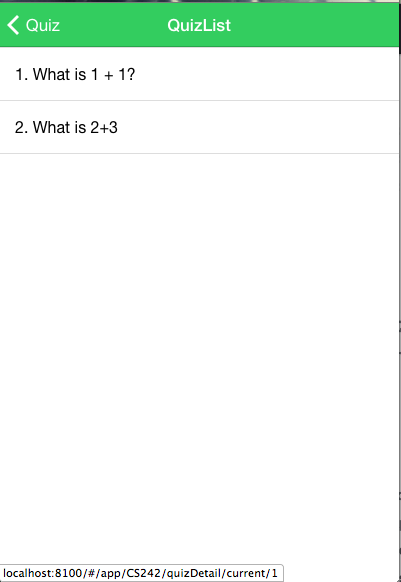 Quiz
QuizList
1. What is 1 + 1?
2. What is 2+3
localhost:8100/#/app/CS242/quizDetail/current/1